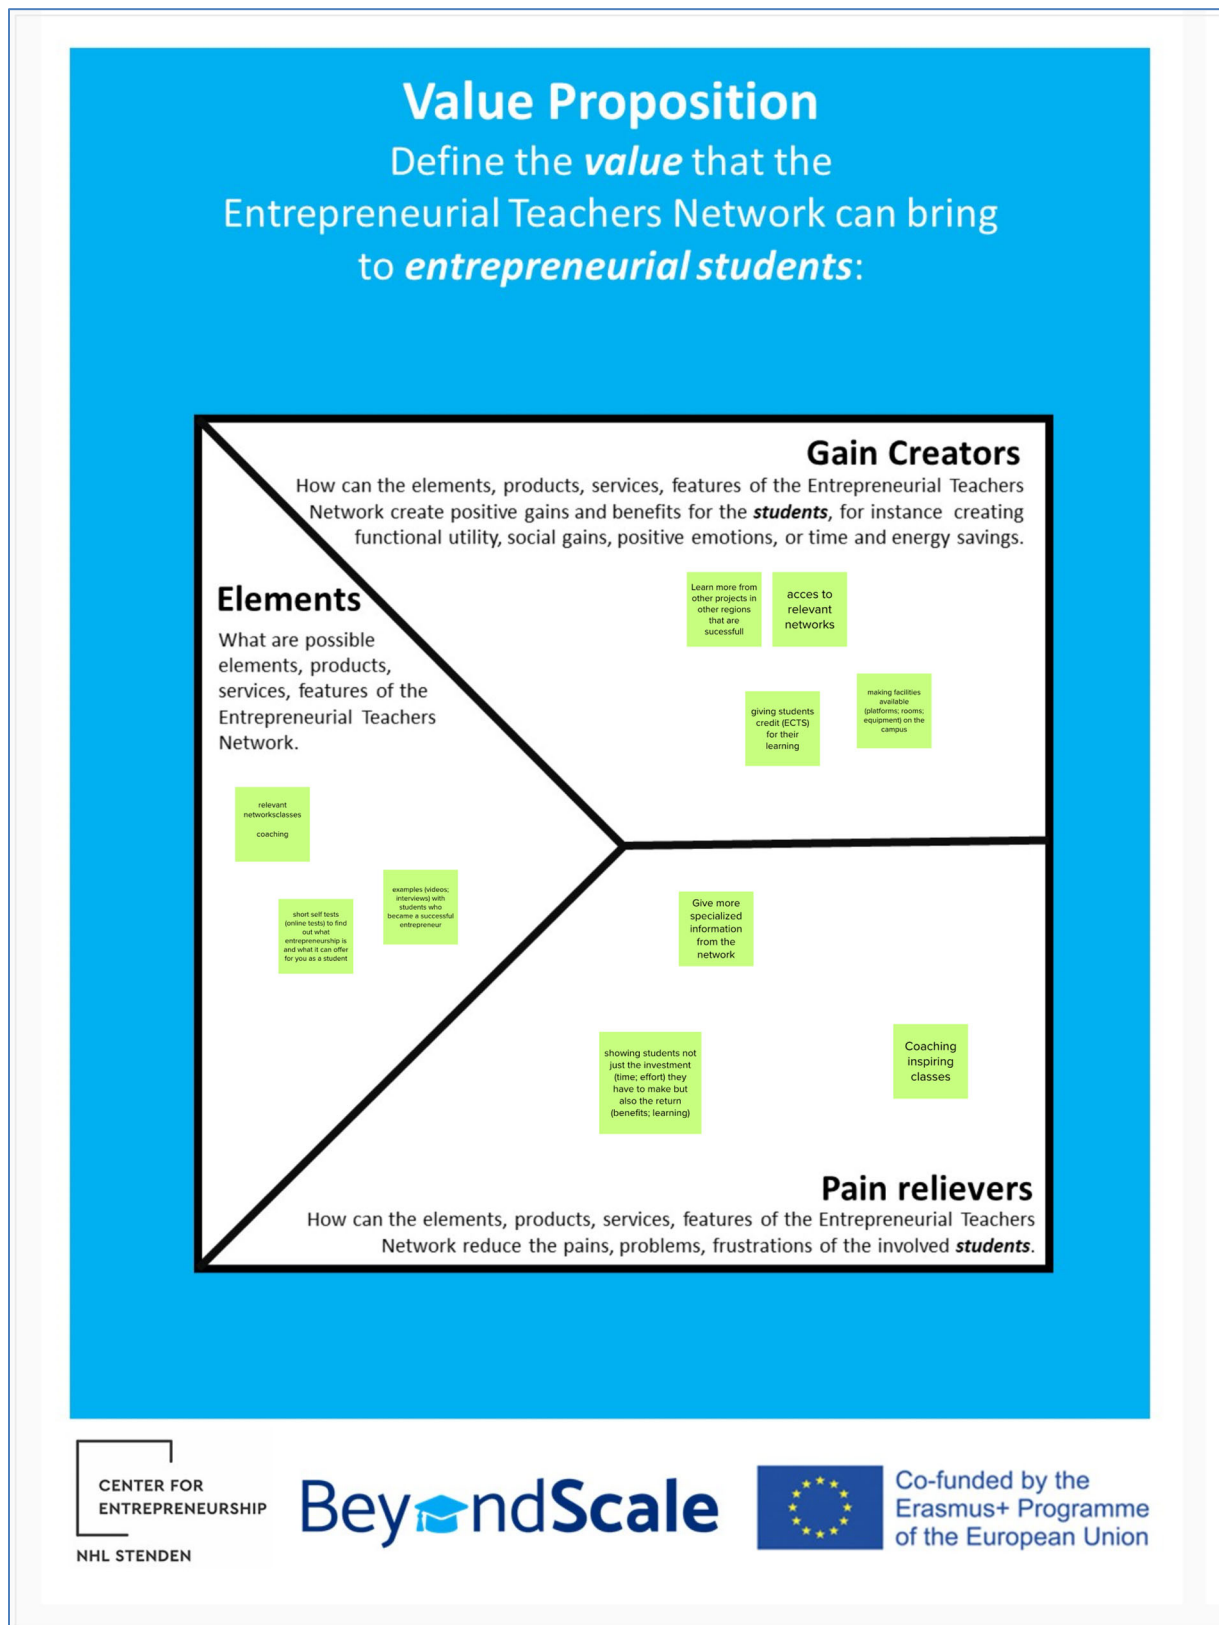 Value Proposition
Define the value that the
Entrepreneurial Teachers Network can bring
to entrepreneurial students:
Gain Creators
How can the elements, products, services, features of the Entrepreneurial Teachers
Network create positive gains and benefits for the students, for instance creating
functional utility, social gains, positive emotions, or time and energy savings.
Learn more from
other projects in
other regions
that are
sucessfull
acces to
relevant
networks
giving students
credit (ECTS)
for their
learning
making facilities
available
(platforms; rooms;
equipment) on the
campus
Elements
What are possible
elements, products,
services, features of the
Entrepreneurial Teachers
Network.
relevant
networksclasses
coaching
short self tests
(online tests) to find
out what
entrepreneurship is
and what it can offer
for you as a student
examples (videos;
interviews) with
students who
became a successful
entrepreneur
Give more
specialized
information
from the
network
showing students not
just the investment
(time; effort) they
have to make but
also the return
(benefits; learning)
Coaching
inspiring
classes
Pain relievers
How can the elements, products, services, features of the Entrepreneurial Teachers
Network reduce the pains, problems, frustrations of the involved students.
CENTER FOR
ENTREPRENEURSHIP
NHL STENDEN
BeyondScale
Co-funded by the
Erasmus+ Programme
of the European Union